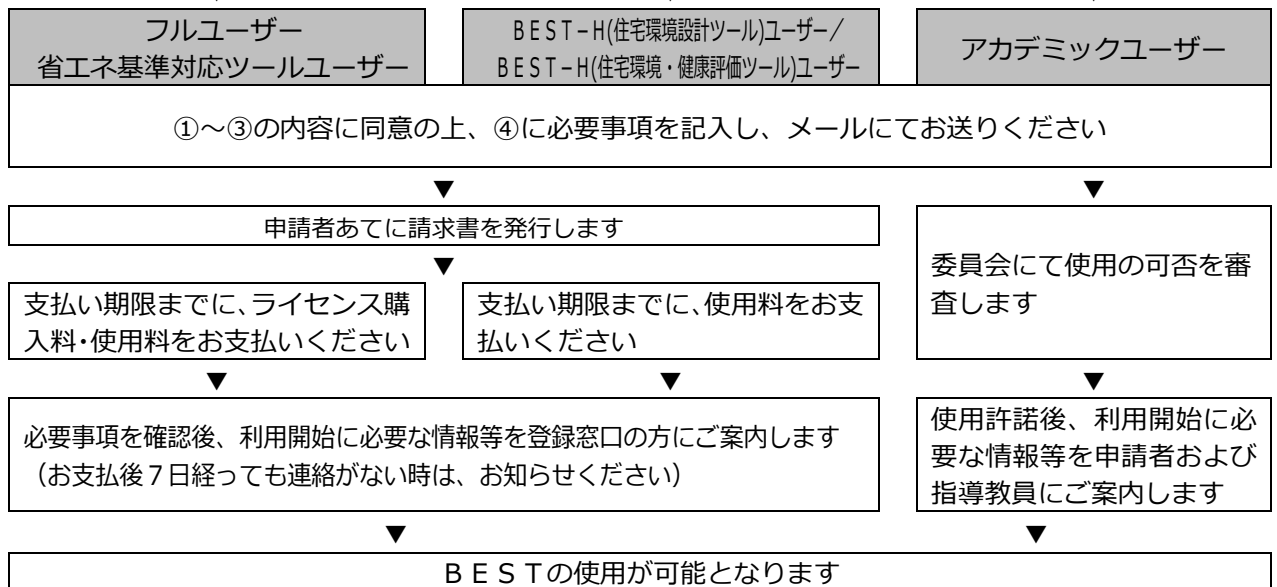 フルユーザー
省エネ基準対応ツールユーザー
ＢＥＳＴ－Ｈ(住宅環境設計ツール)ユーザー／
ＢＥＳＴ－Ｈ(住宅環境・健康評価ツール)ユーザー
アカデミックユーザー
①～③の内容に同意の上、④に必要事項を記入し、メールにてお送りください
▼
▼
申請者あてに請求書を発行します
▼
委員会にて使用の可否を審
査します
支払い期限までに、ライセンス購
入料・使用料をお支払いください
支払い期限までに、使用料をお支
払いください
▼
▼
▼
必要事項を確認後、利用開始に必要な情報等を登録窓口の方にご案内します
（お支払後７日経っても連絡がない時は、お知らせください）
使用許諾後、利用開始に必
要な情報等を申請者および
指導教員にご案内します
▼
▼
ＢＥＳＴの使用が可能となります